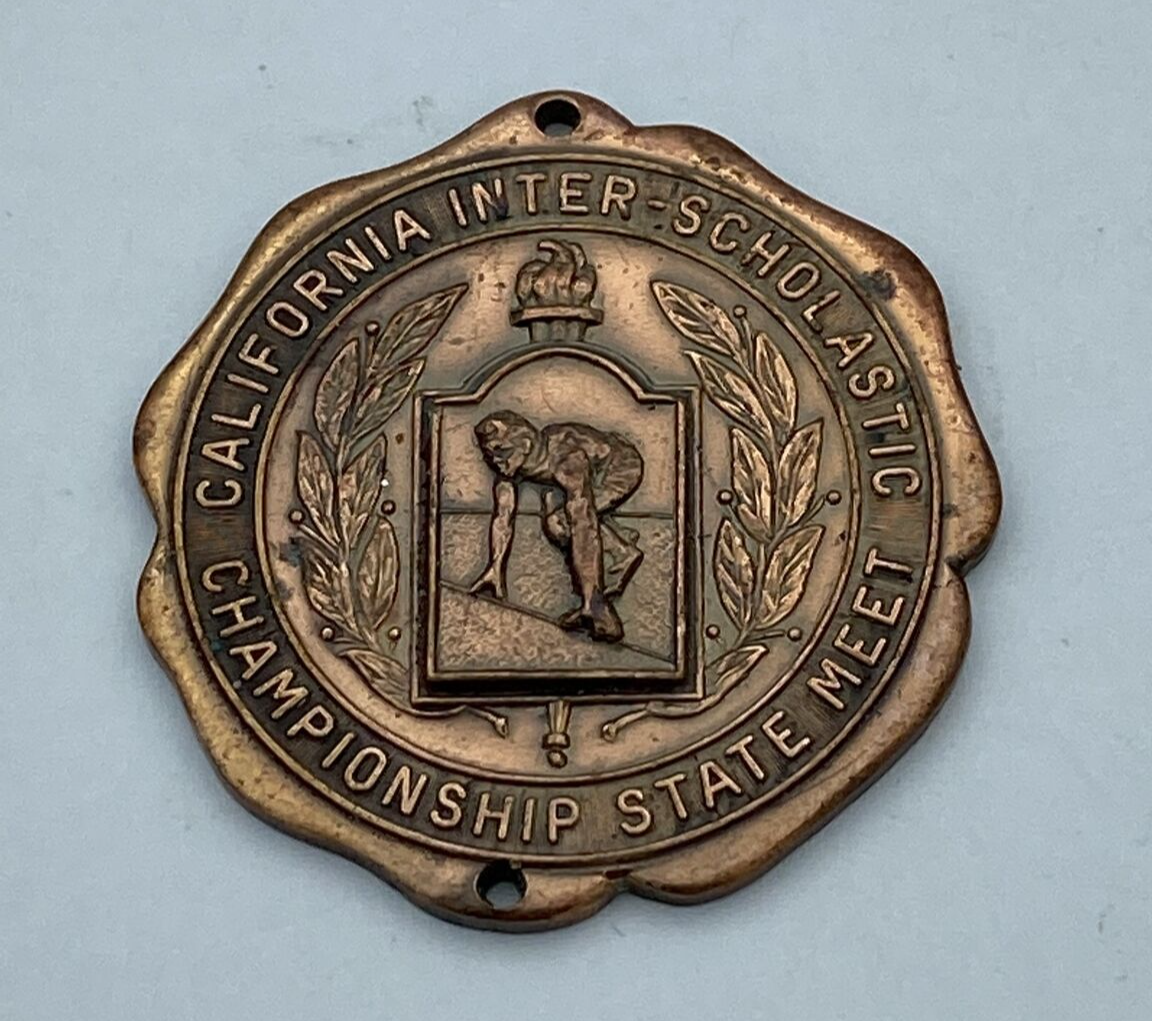 CALIFORNIA INTER-SCHOLASTIC
CHAMPIONSHIP STATE MEET